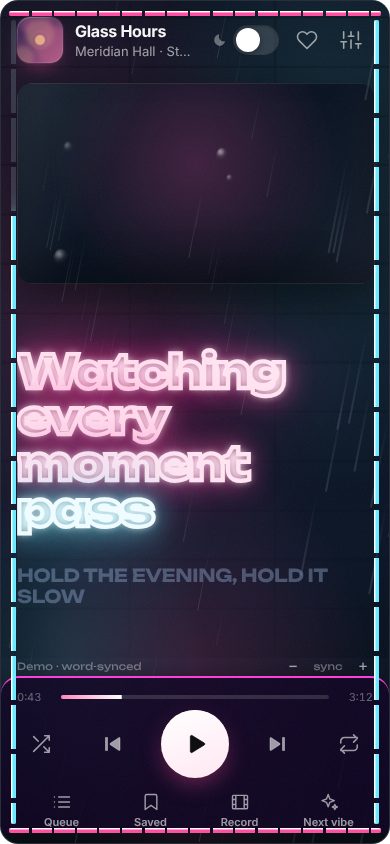 Glass Hours
Meridian Hall · St...
Watching
every
moment
pass
HOLD THE EVENING, HOLD IT
SLOW
Demo · word-synced − sync +
0:43 3:12
Queue Saved Record Next vibe